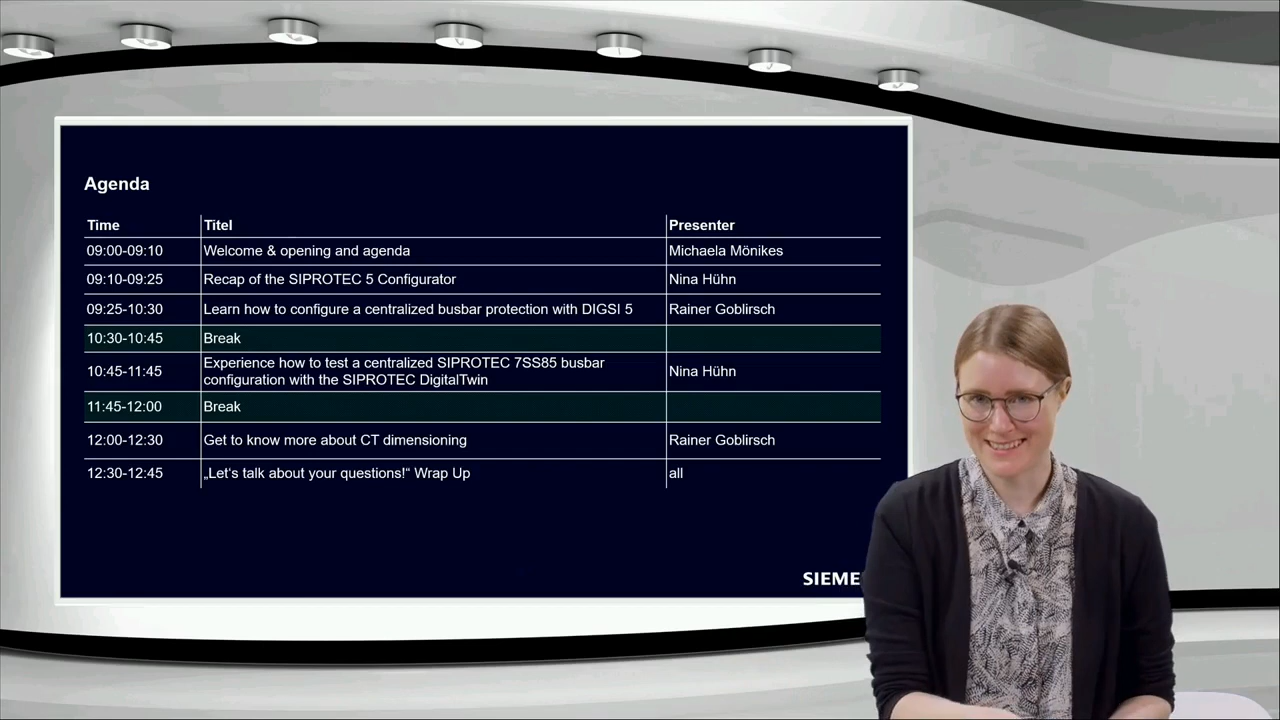 Agenda
Time Titel Presenter
09:00-09:10 Welcome & opening and agenda Michaela Mönikes
09:10-09:25 Recap of the SIPROTEC 5 Configurator Nina Hühn
09:25-10:30 Learn how to configure a centralized busbar protection with DIGSI 5 Rainer Goblirsch
10:30-10:45 Break
10:45-11:45 Experience how to test a centralized SIPROTEC 7SS85 busbar
configuration with the SIPROTEC DigitalTwin Nina Hühn
11:45-12:00 Break
12:00-12:30 Get to know more about CT dimensioning Rainer Goblirsch
12:30-12:45 „Let‘s talk about your questions!“ Wrap Up all
SIEME